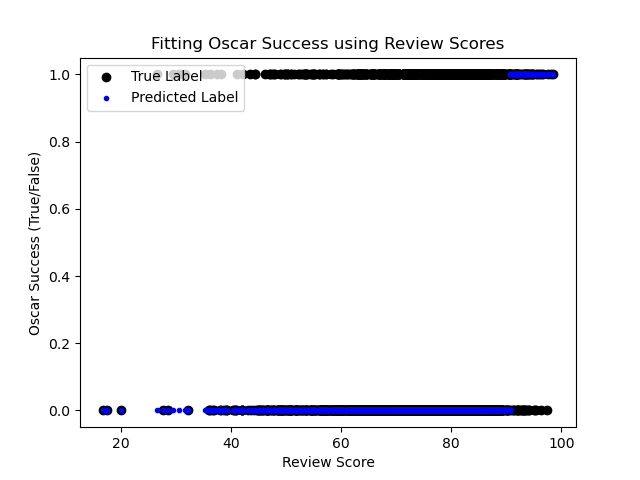 Fitting Oscar Success using Review Scores
True Label
Predicted Label
1.0
0.8
0.6
0.4
0.2
0.0
Oscar Success (True/False)
20 40 60 80 100
Review Score